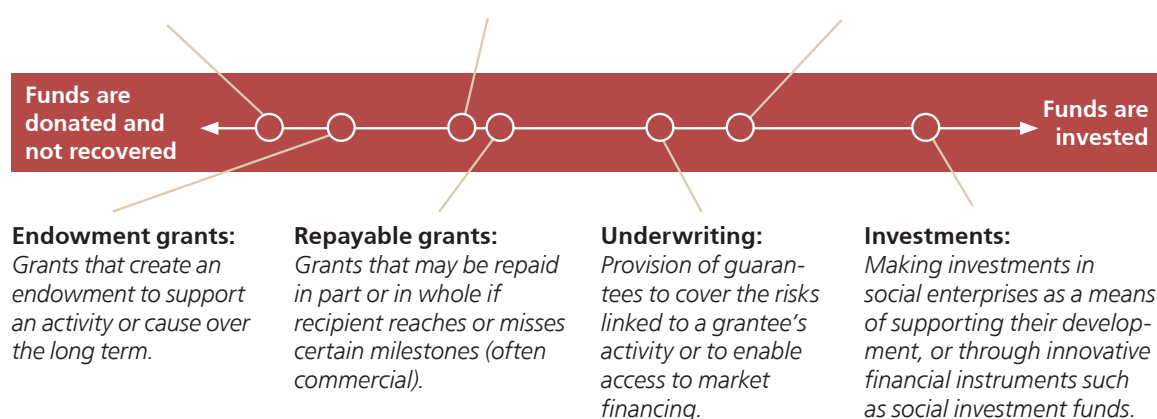 Funds are
donated and
not recovered
Funds are
invested
Endowment grants:
Grants that create an
endowment to support
an activity or cause over
the long term.
Repayable grants:
Grants that may be repaid
in part or in whole if
recipient reaches or misses
certain milestones (often
commercial).
Underwriting:
Provision of guaran-
tees to cover the risks
linked to a grantee's
activity or to enable
access to market
financing.
Investments:
Making investments in
social enterprises as a means
of supporting their develop-
ment, or through innovative
financial instruments such
as social investment funds.